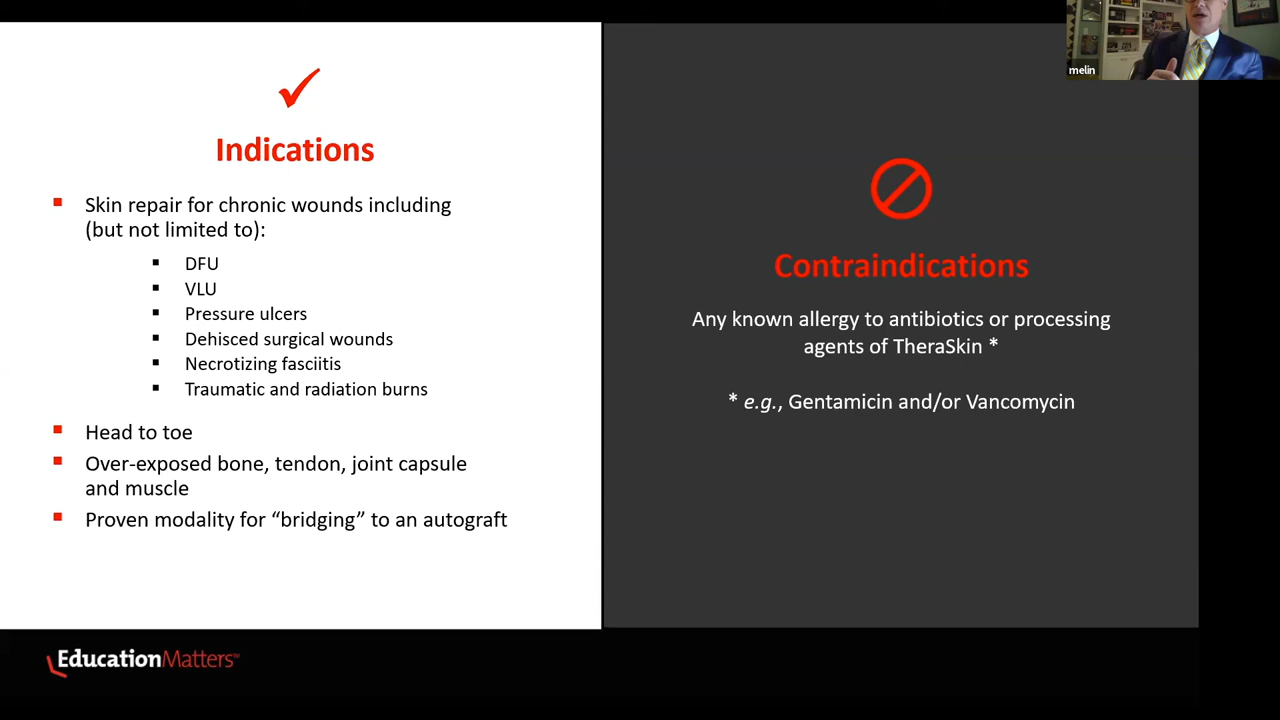 melin
Indications
Skin repair for chronic wounds including
(but not limited to):
DFU
VLU
Pressure ulcers
Dehisced surgical wounds
Necrotizing fasciitis
Traumatic and radiation burns
Head to toe
Over-exposed bone, tendon, joint capsule
and muscle
Proven modality for “bridging” to an autograft
Contraindications
Any known allergy to antibiotics or processing
agents of TheraSkin *
* e.g., Gentamicin and/or Vancomycin
EducationMatters™